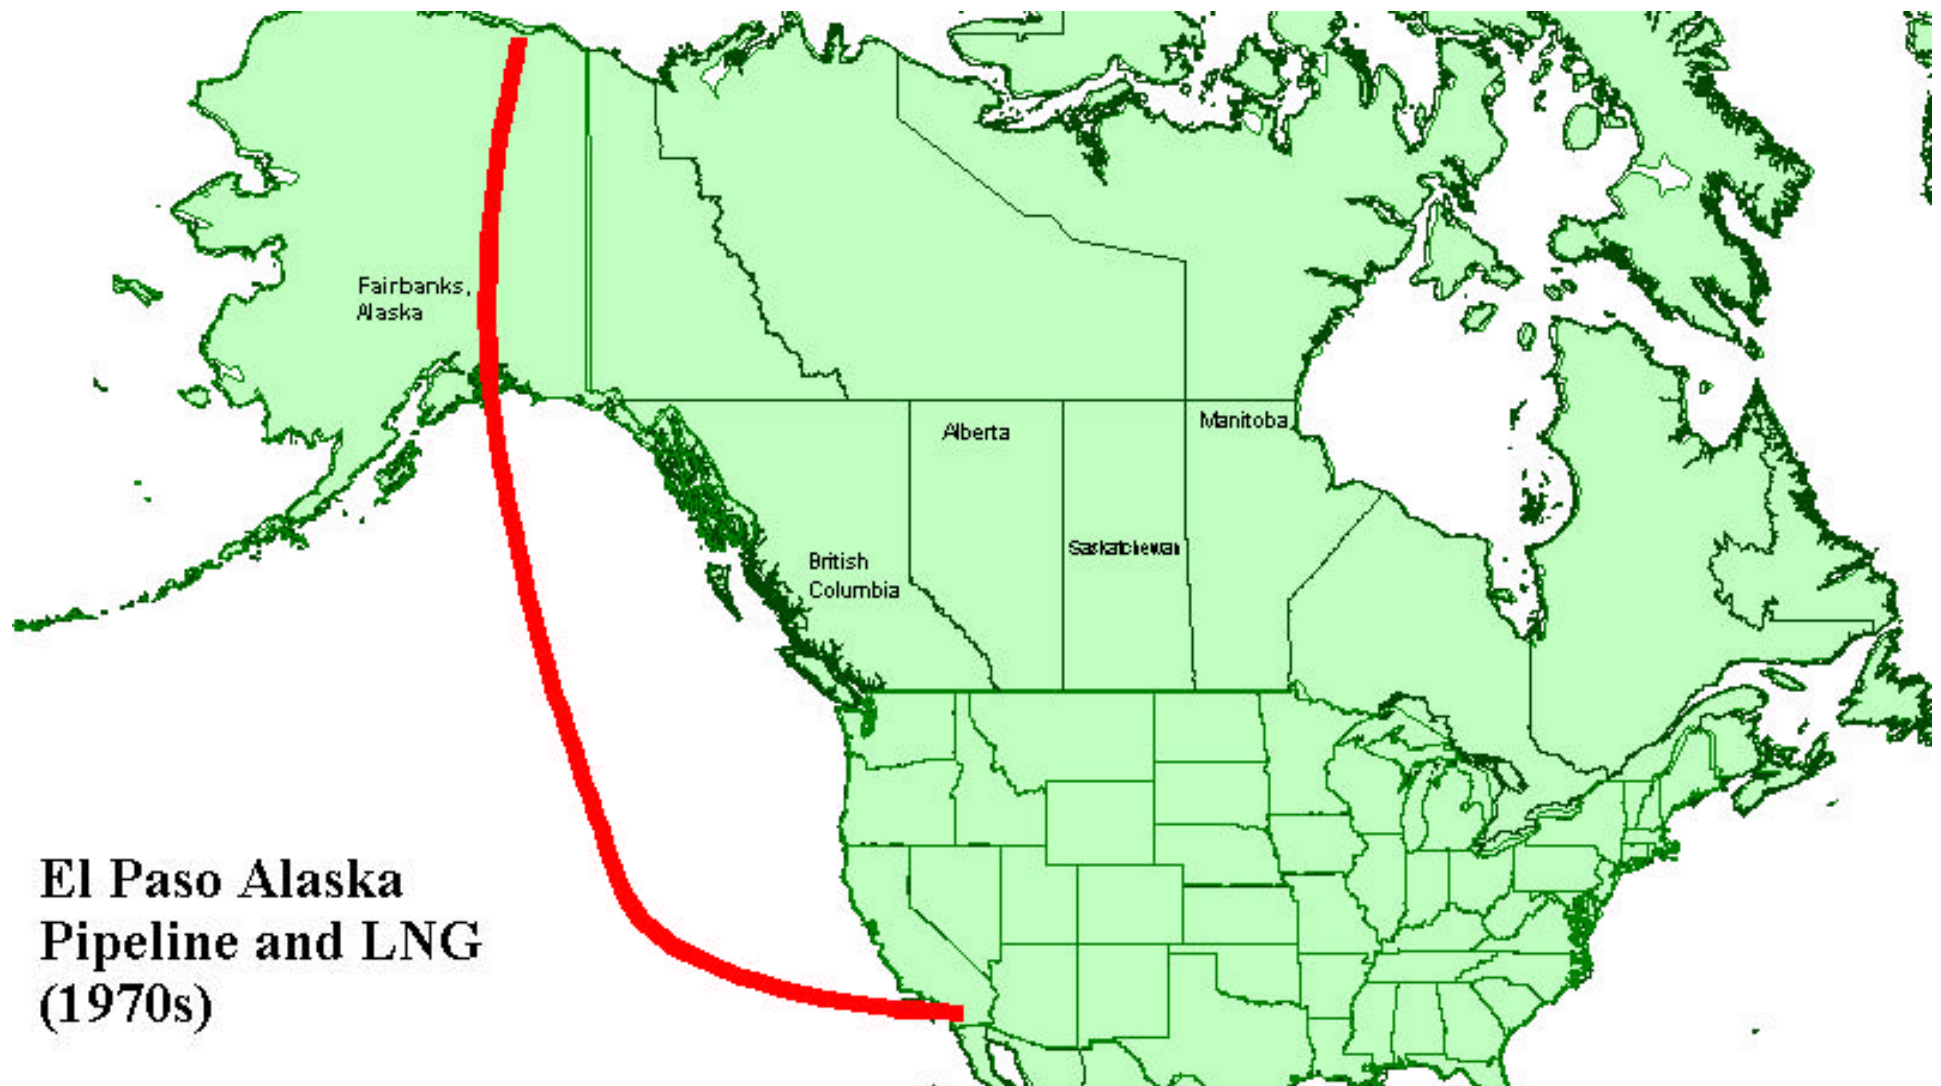 Fairbanks,
Alaska
Alberta
Manitoba
Saskatchewan
British
Columbia
El Paso Alaska
Pipeline and LNG
(1970s)